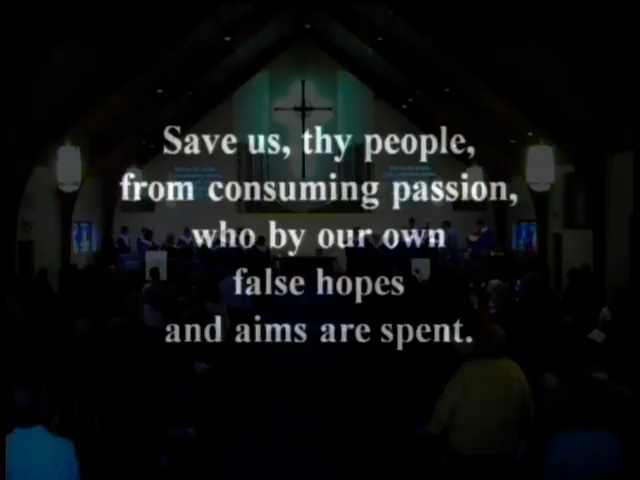 Save us, thy people,
from consuming passion,
who by our own
false hopes
and aims are spent.